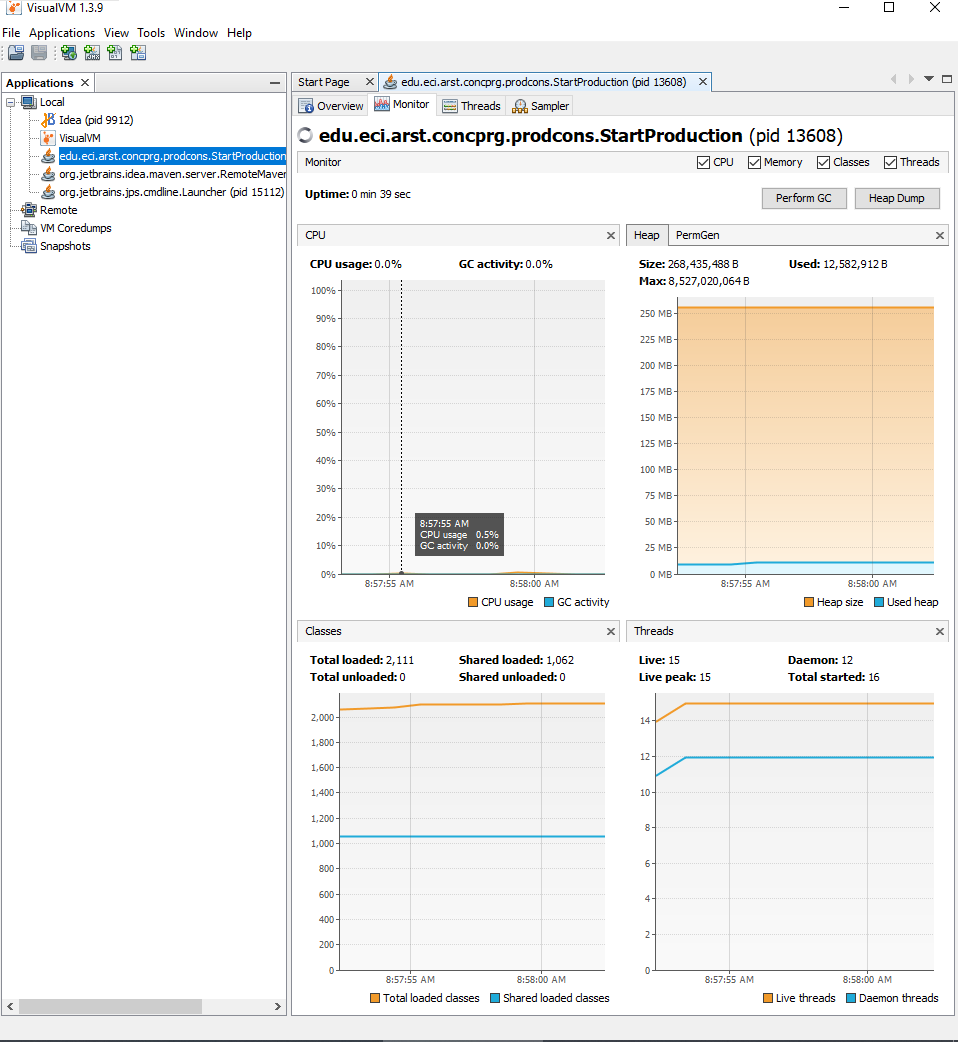 VisualVM 1.3.9
File Applications View Tools Window Help
Applications
Local
Idea (pid 9912)
VisualVM
edu.eci.arst.concprg.prodcons.StartProduction
org.jetbrains.idea.maven.server.RemoteMaven
org.jetbrains.jps.cmdline.Launcher (pid 15112)
Remote
VM Coredumps
Snapshots
Start Page
edu.eci.arst.concprg.prodcons.StartProduction (pid 13608)
Overview Monitor Threads Sampler
edu.eci.arst.concprg.prodcons.StartProduction (pid 13608)
Monitor CPU Memory Classes Threads
Uptime: 0 min 39 sec
Perform GC Heap Dump
CPU
CPU usage: 0.0% GC activity: 0.0%
100%
90%
80%
70%
60%
50%
40%
30%
20%
10%
0%
8:57:55 AM
CPU usage 0.5%
GC activity 0.0%
8:57:55 AM 8:58:00 AM
CPU usage GC activity
Heap PermGen
Size: 268,435,488 B Used: 12,582,912 B
Max: 8,527,020,064 B
250 MB
225 MB
200 MB
175 MB
150 MB
125 MB
100 MB
75 MB
50 MB
25 MB
0 MB
8:57:55 AM 8:58:00 AM
Heap size Used heap
Classes
Total loaded: 2,111 Shared loaded: 1,062
Total unloaded: 0 Shared unloaded: 0
2,000
1,800
1,600
1,400
1,200
1,000
800
600
400
200
0
8:57:55 AM 8:58:00 AM
Total loaded classes Shared loaded classes
Threads
Live: 15 Daemon: 12
Live peak: 15 Total started: 16
14
12
10
8
6
4
2
0
8:57:55 AM 8:58:00 AM
Live threads Daemon threads